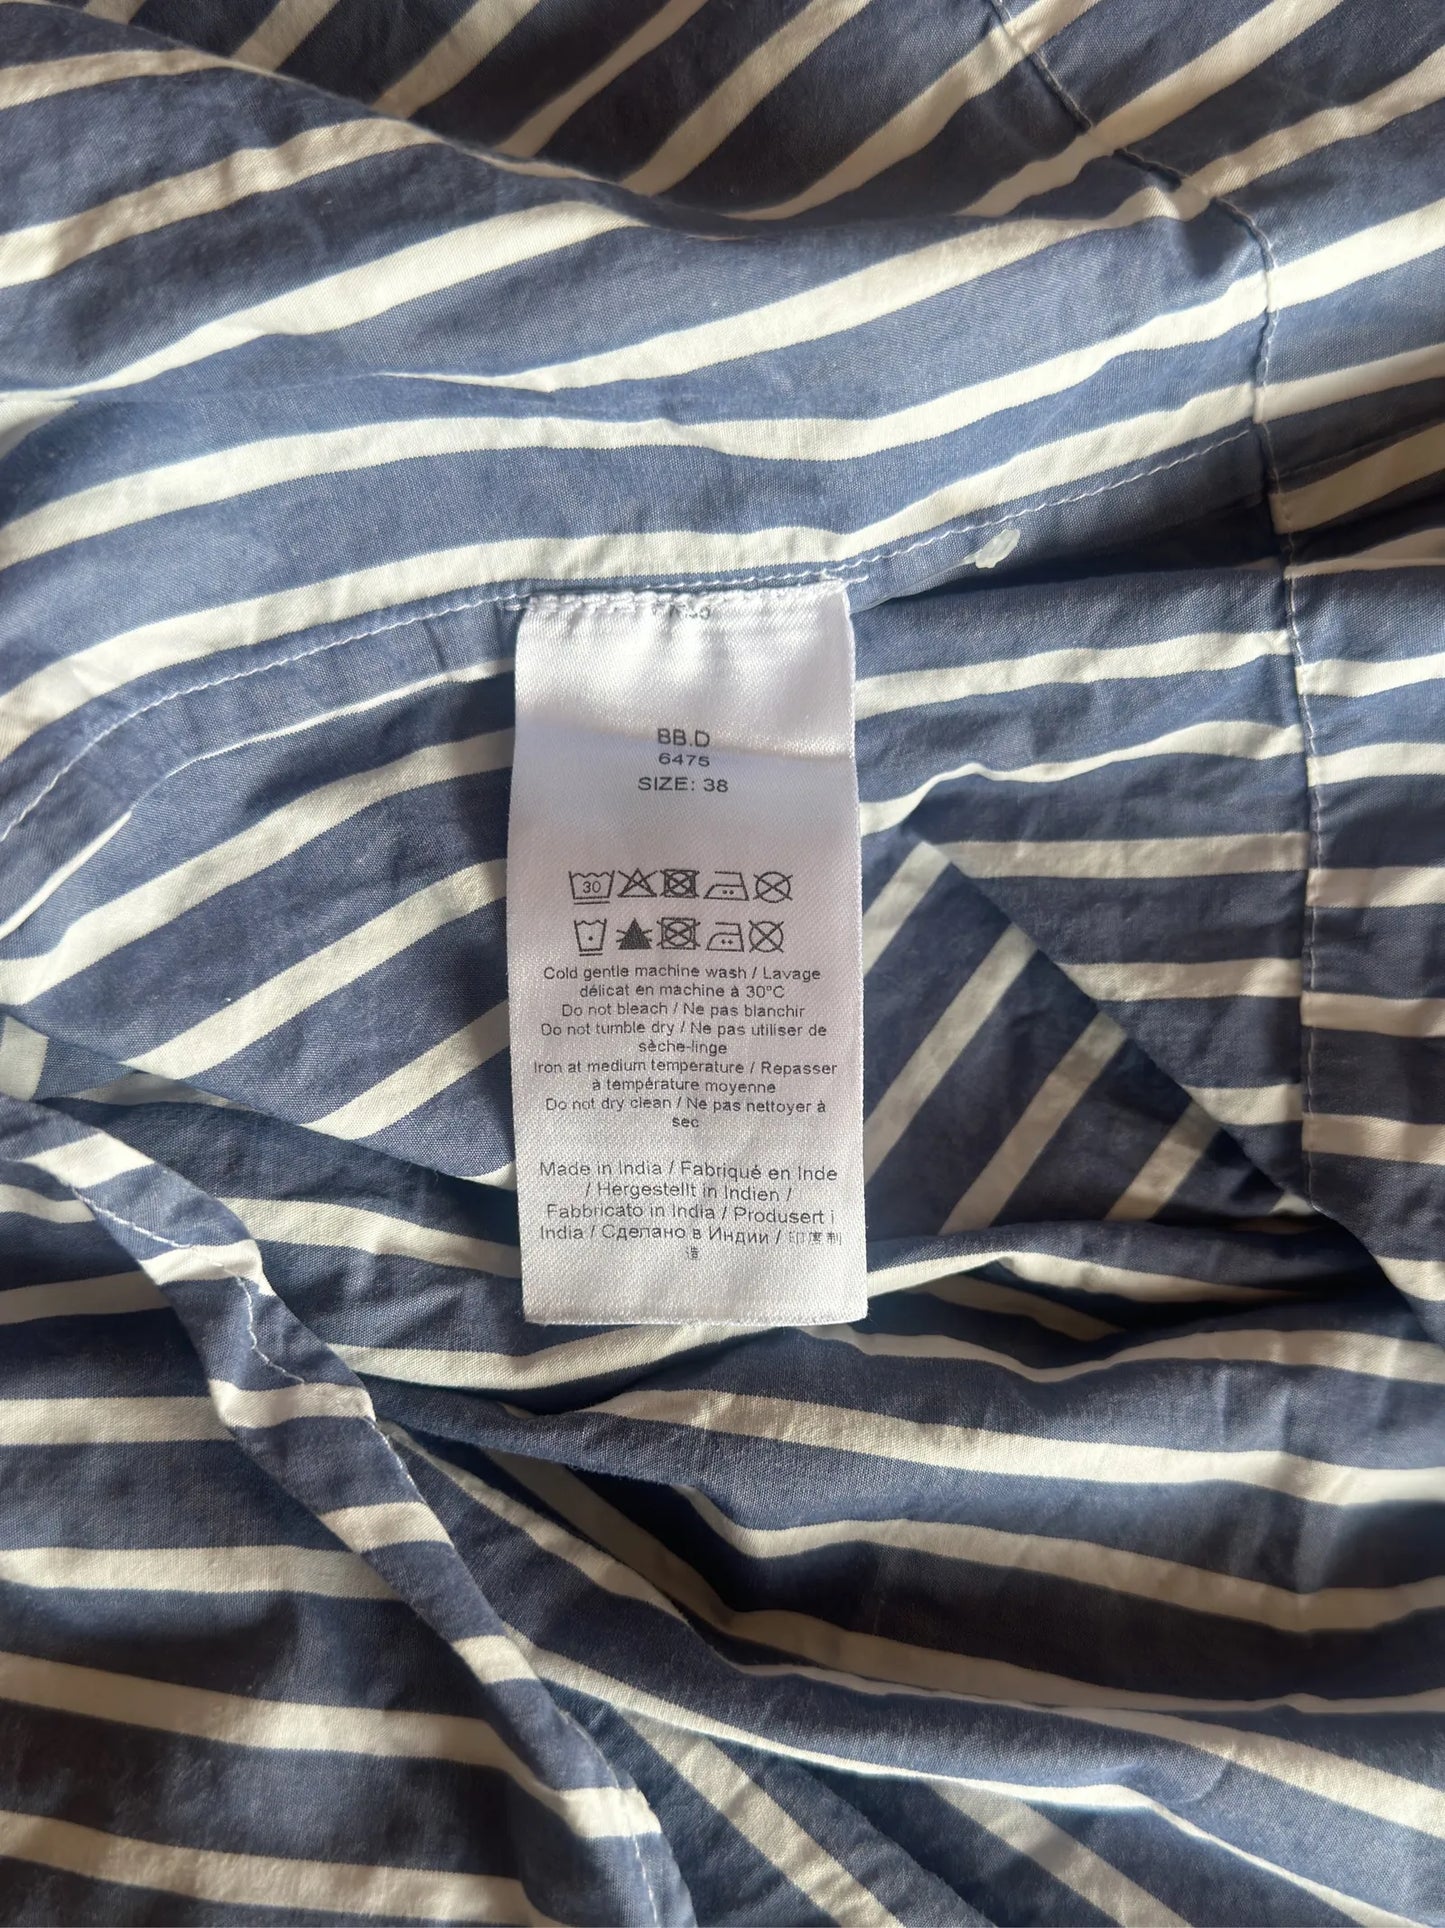 BB.D
6475
SIZE: 38
30
Cold gentle machine wash / Lavage
délicat en machine à 30°C
Do not bleach / Ne pas blanchir
Do not tumble dry / Ne pas utiliser de
sèche-linge
Iron at medium temperature / Repasser
à température moyenne
Do not dry clean / Ne pas nettoyer à
sec
Made in India / Fabriqué en Inde
/ Hergestellt in Indien /
Fabbricato in India / Produsert i
India / Сделано в Индии / 印度制
造